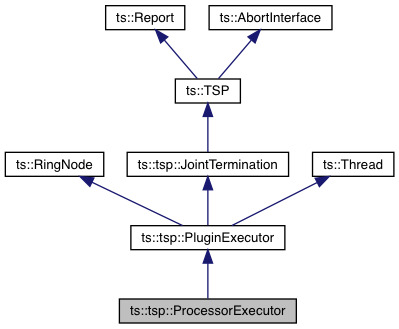 ts::Report
ts::AbortInterface
ts::TSP
ts::RingNode
ts::tsp::JointTermination
ts::Thread
ts::tsp::PluginExecutor
ts::tsp::ProcessorExecutor